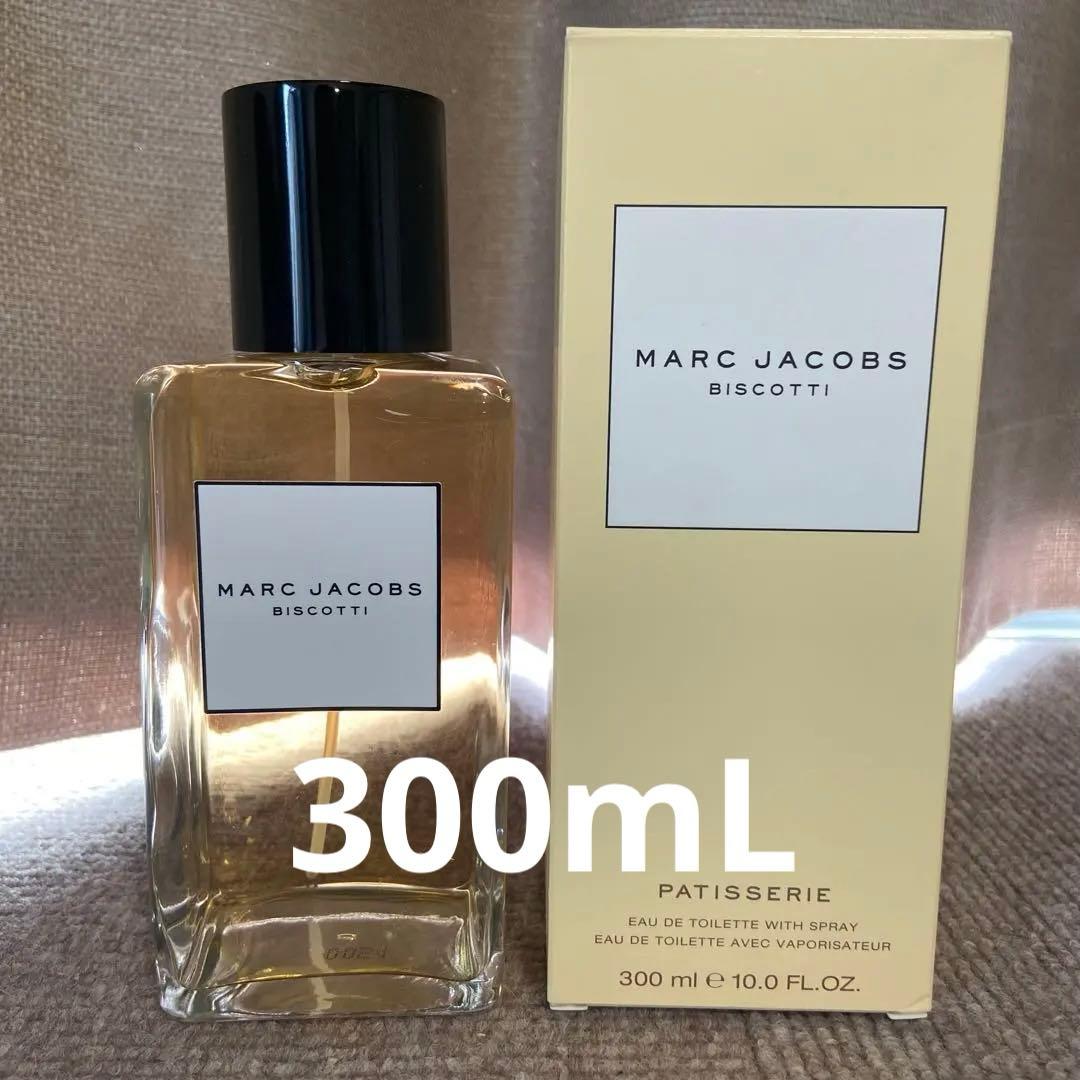 MARC JACOBS
BISCOTTI
MARC JACOBS
BISCOTTI
300mL
PATISSERIE
EAU DE TOILETTE WITH SPRAY
EAU DE TOILETTE AVEC VAPORISATEUR
300 ml ℮ 10.0 FL.OZ.